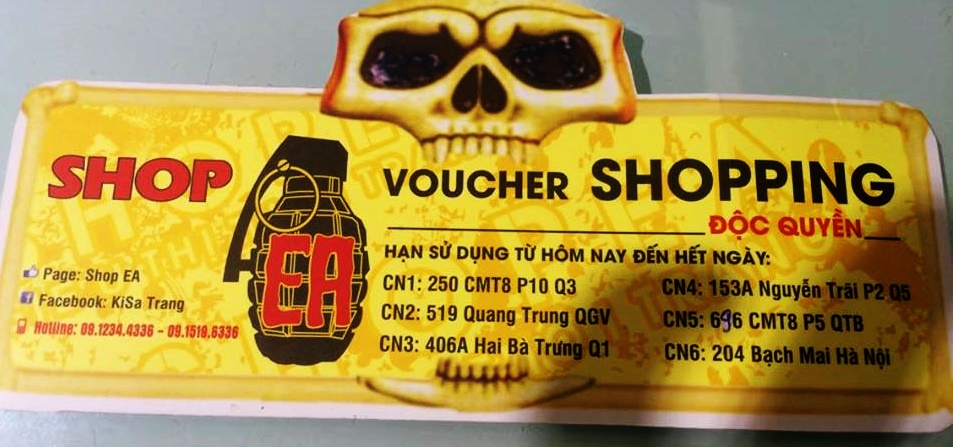 SHOP
EA
Page: Shop EA
Facebook: KiSa Trang
Hotline: 09.1234.4336 - 09.1519.6336
VOUCHER SHOPPING
ĐỘC QUYỀN
HẠN SỬ DỤNG TỪ HÔM NAY ĐẾN HẾT NGÀY:
CN1: 250 CMT8 P10 Q3
CN2: 519 Quang Trung QGV
CN3: 406A Hai Bà Trưng Q1
CN4: 153A Nguyễn Trãi P2 Q5
CN5: 696 CMT8 P5 QTB
CN6: 204 Bạch Mai Hà Nội